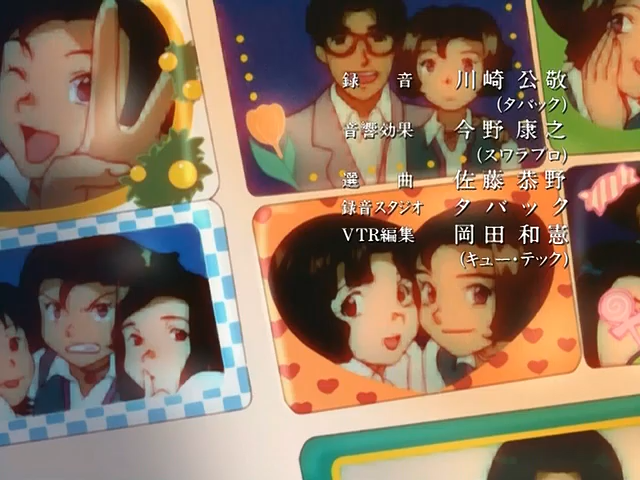 録音 川崎 公敬
(タバック)
音響効果 今野 康之
(スワラプロ)
選曲 佐藤 恭野
録音スタジオ タバック
VTR編集 岡田 和憲
(キュー・テック)